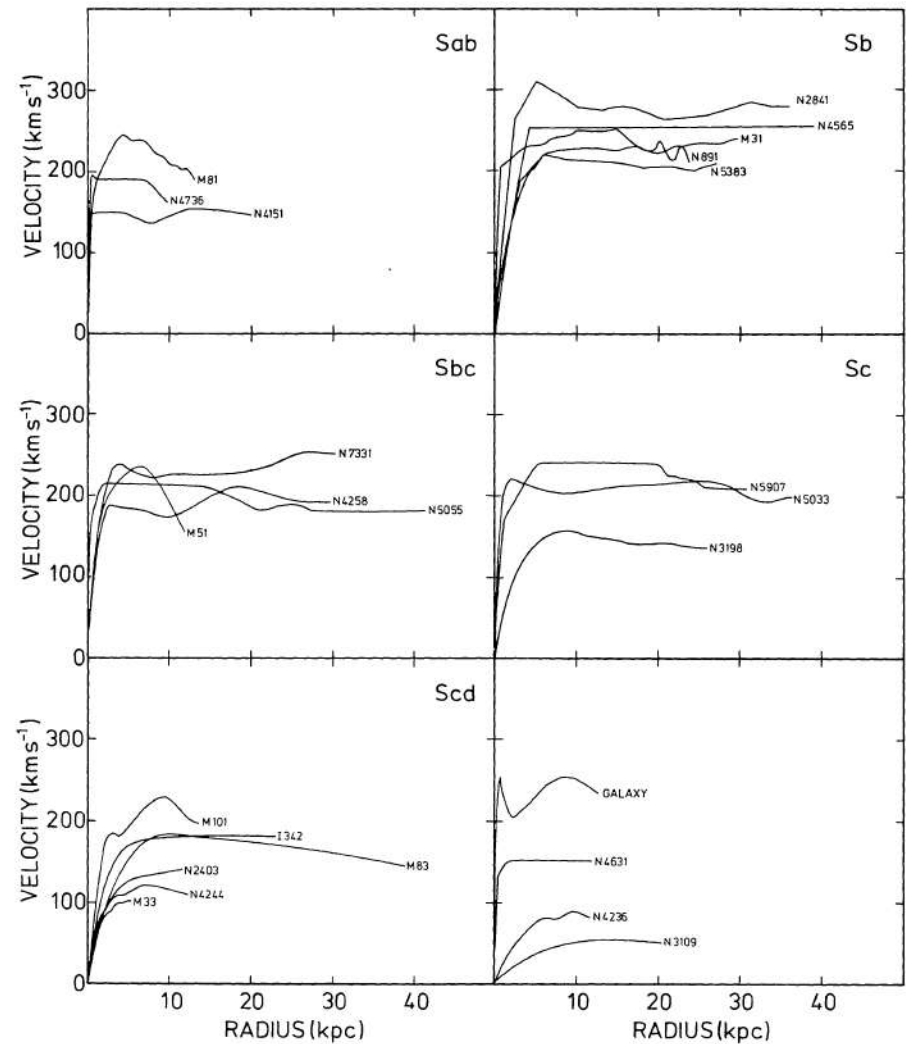 Sab
VELOCITY (km s⁻¹)
300
200
100
0
M81
N4736
N4151
Sb
N2841
N4565
M31
N891
N5383
Sbc
VELOCITY (km s⁻¹)
300
200
100
0
N7331
N4258
N5055
M51
Sc
N5907
N5033
N3198
Scd
VELOCITY (km s⁻¹)
300
200
100
0
M101
I342
M83
N2403
N4244
M33
10
20
30
40
RADIUS (kpc)
GALAXY
N4631
N4236
N3109
10
20
30
40
RADIUS (kpc)